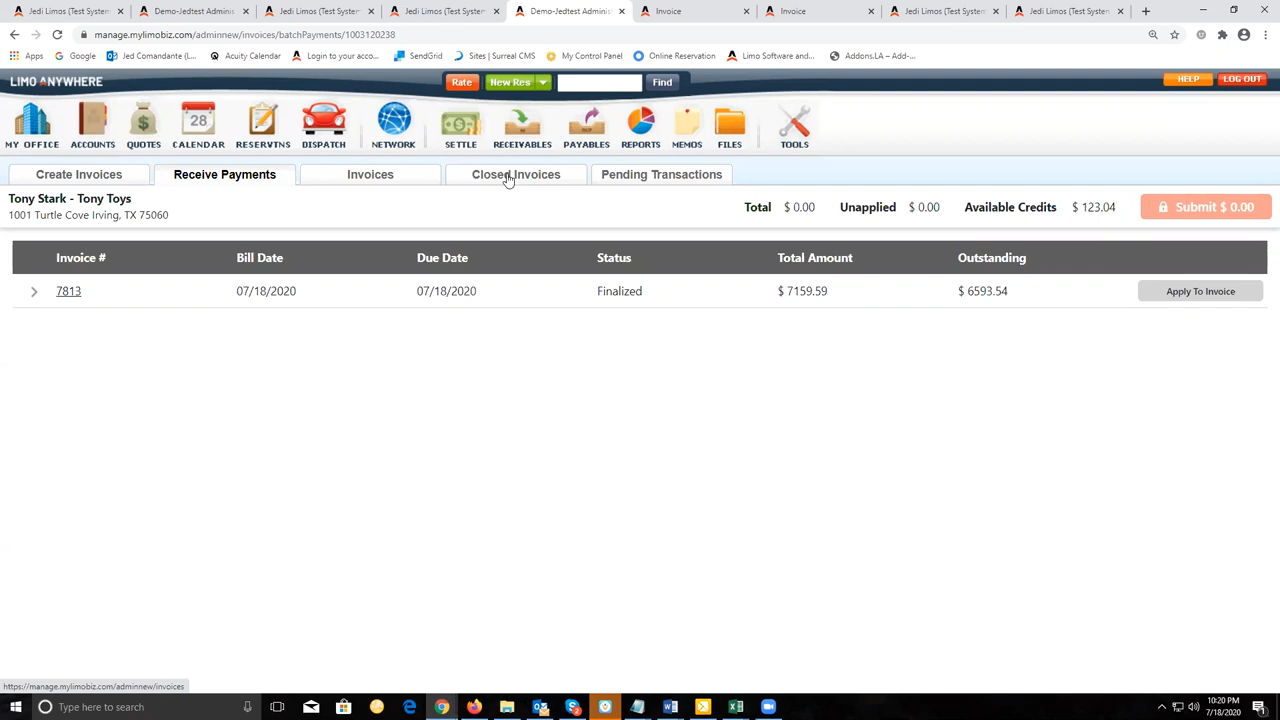 Jedi Limos (Test System
Demo-Jedtest Adminis
Jedi Limos (Test System
Jedi Limos (Test System
Demo-Jedtest Adminis
Invoice
Invoice
Jedi Limos (Test System
Jedi Limos (Test System
manage.mylimobiz.com/adminnew/invoices/batchPayments/1003120238
Apps
Google
Jed Comandante (L...
Acuity Calendar
Login to your acco...
SendGrid
Sites | Surreal CMS
My Control Panel
Online Reservation
Limo Software and...
Addons.LA – Add-...
LIMO ANYWHERE
Rate
New Res
Find
HELP
LOG OUT
28
MY OFFICE
ACCOUNTS
QUOTES
CALENDAR
RESERVTNS
DISPATCH
NETWORK
SETTLE
RECEIVABLES
PAYABLES
REPORTS
MEMOS
FILES
TOOLS
Create Invoices
Receive Payments
Invoices
Closed Invoices
Pending Transactions
Tony Stark - Tony Toys
1001 Turtle Cove Irving, TX 75060
Total $ 0.00 Unapplied $ 0.00 Available Credits $ 123.04 Submit $ 0.00
Invoice # Bill Date Due Date Status Total Amount Outstanding
7813 07/18/2020 07/18/2020 Finalized $ 7159.59 $ 6593.54 Apply To Invoice
https://manage.mylimobiz.com/adminnew/invoices
Type here to search
10:20 PM
7/18/2020